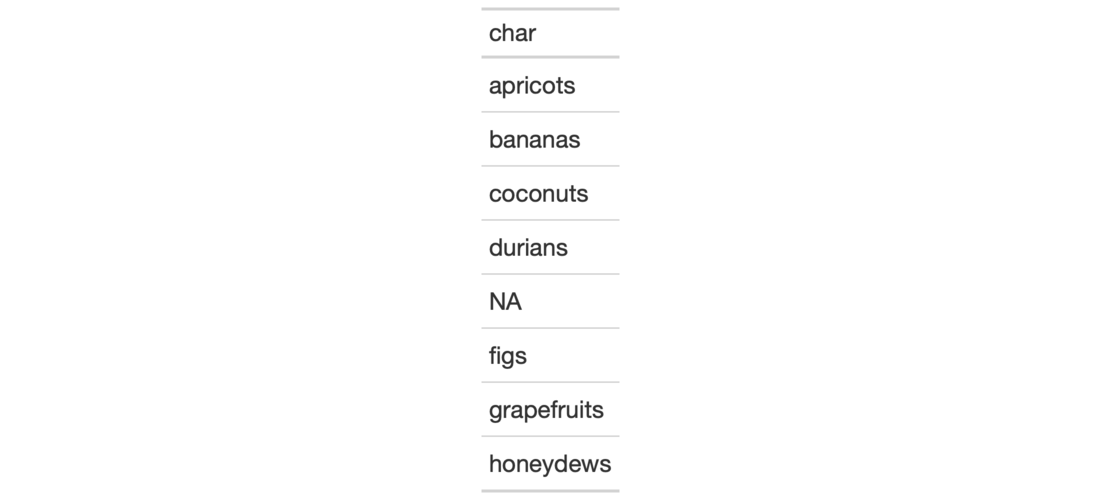 char
apricots
bananas
coconuts
durians
NA
figs
grapefruits
honeydews